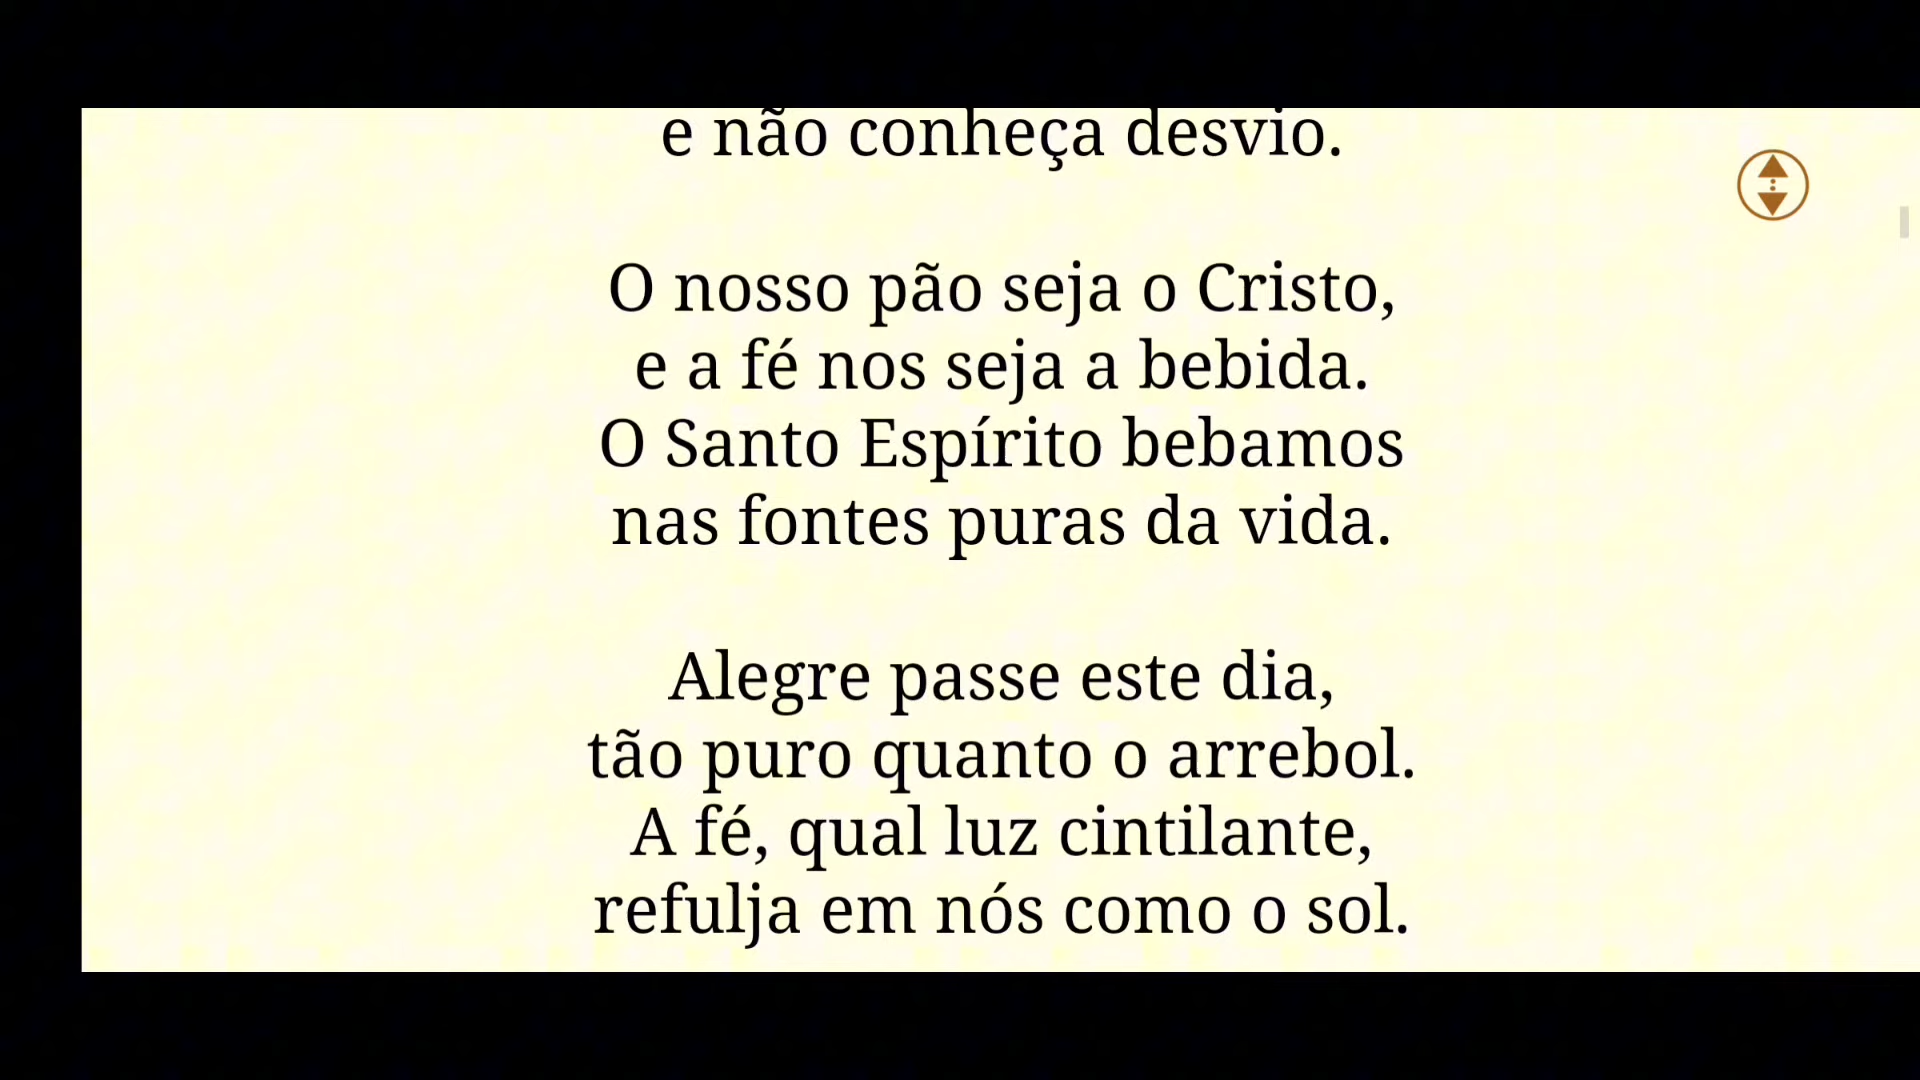 e não conheça desvio.
O nosso pão seja o Cristo,
e a fé nos seja a bebida.
O Santo Espírito bebamos
nas fontes puras da vida.
Alegre passe este dia,
tão puro quanto o arrebol.
A fé, qual luz cintilante,
refulja em nós como o sol.